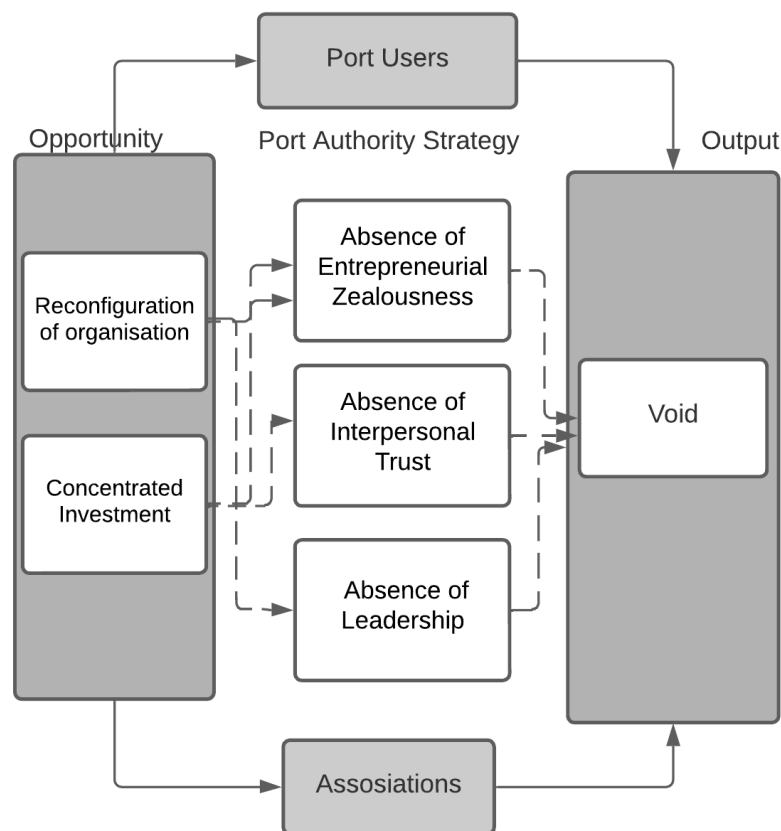 Port Users
Opportunity
Port Authority Strategy
Output
Reconfiguration
of organisation
Concentrated
Investment
Absence of
Entrepreneurial
Zealousness
Absence of
Interpersonal
Trust
Absence of
Leadership
Void
Assosiations